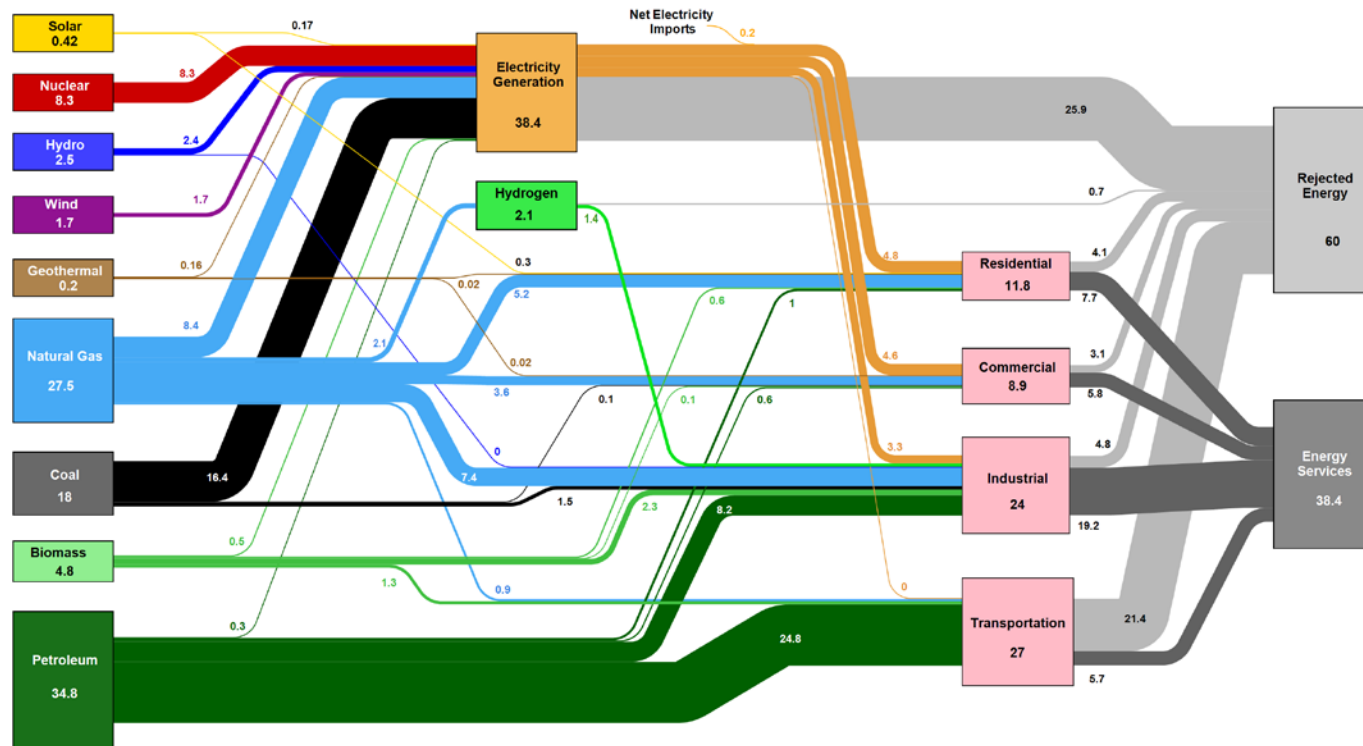 Solar
0.42
0.17
Net Electricity
Imports
0.2
Electricity
Generation
38.4
Nuclear
8.3
8.3
25.9
Hydro
2.5
2.4
Rejected
Energy
60
Wind
1.7
1.7
Hydrogen
2.1
1.4
0.7
Geothermal
0.2
0.16
0.02
0.3
5.2
4.8
Residential
11.8
4.1
7.7
0.6
1
Natural Gas
27.5
8.4
2.1
0.02
3.6
0.1
0.1
0.6
4.6
Commercial
8.9
3.1
5.8
Coal
18
16.4
0
7.4
1.5
3.3
Industrial
24
4.8
19.2
Energy
Services
38.4
2.3
8.2
Biomass
4.8
0.5
1.3
0.9
0
Petroleum
34.8
0.3
24.8
Transportation
27
21.4
5.7